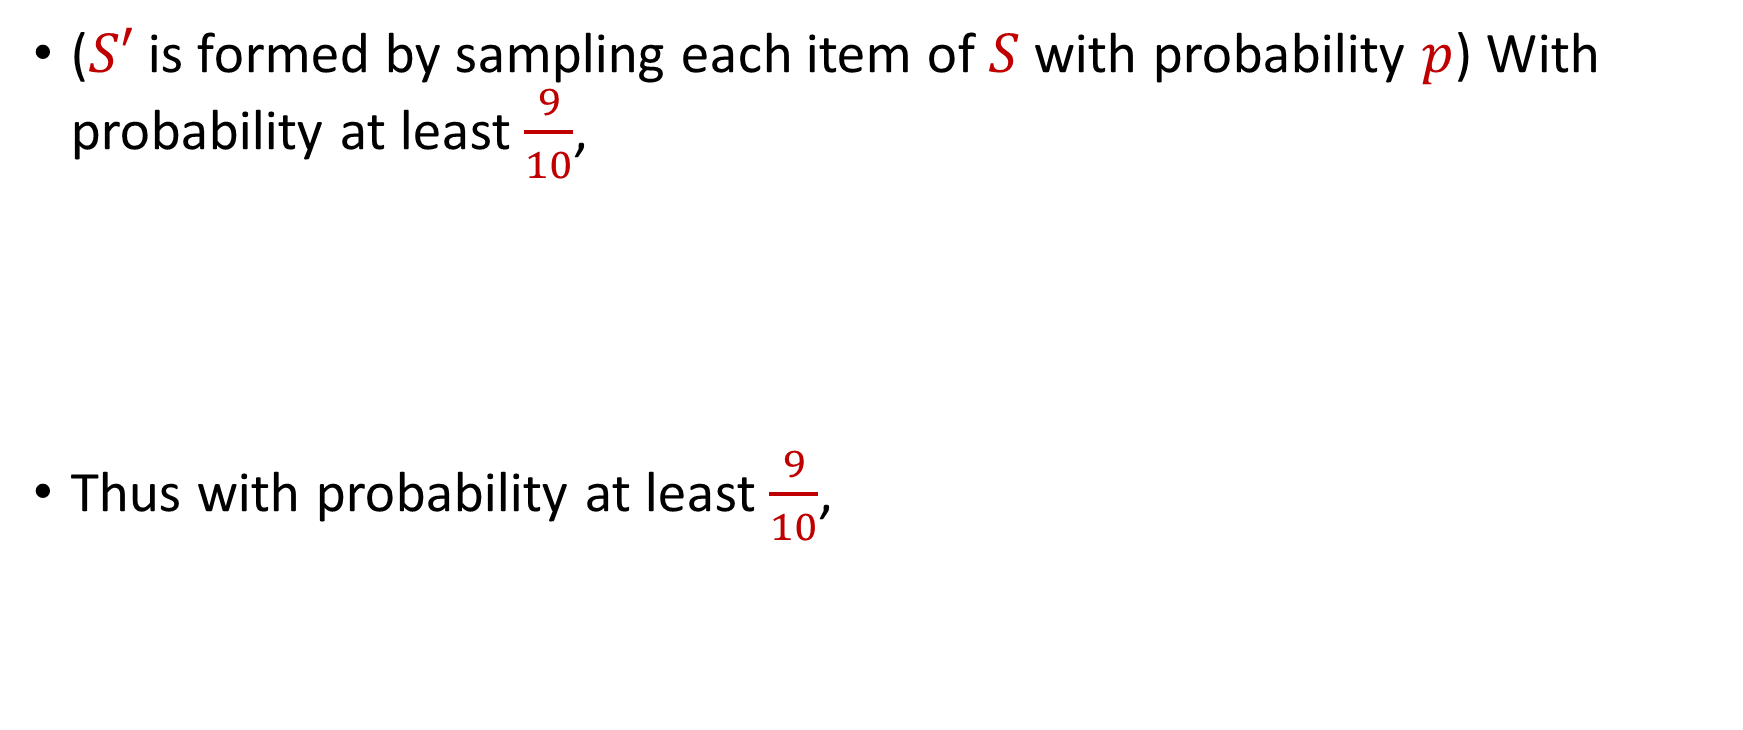 • (S′ is formed by sampling each item of S with probability p) With
probability at least 9/10,
• Thus with probability at least 9/10,